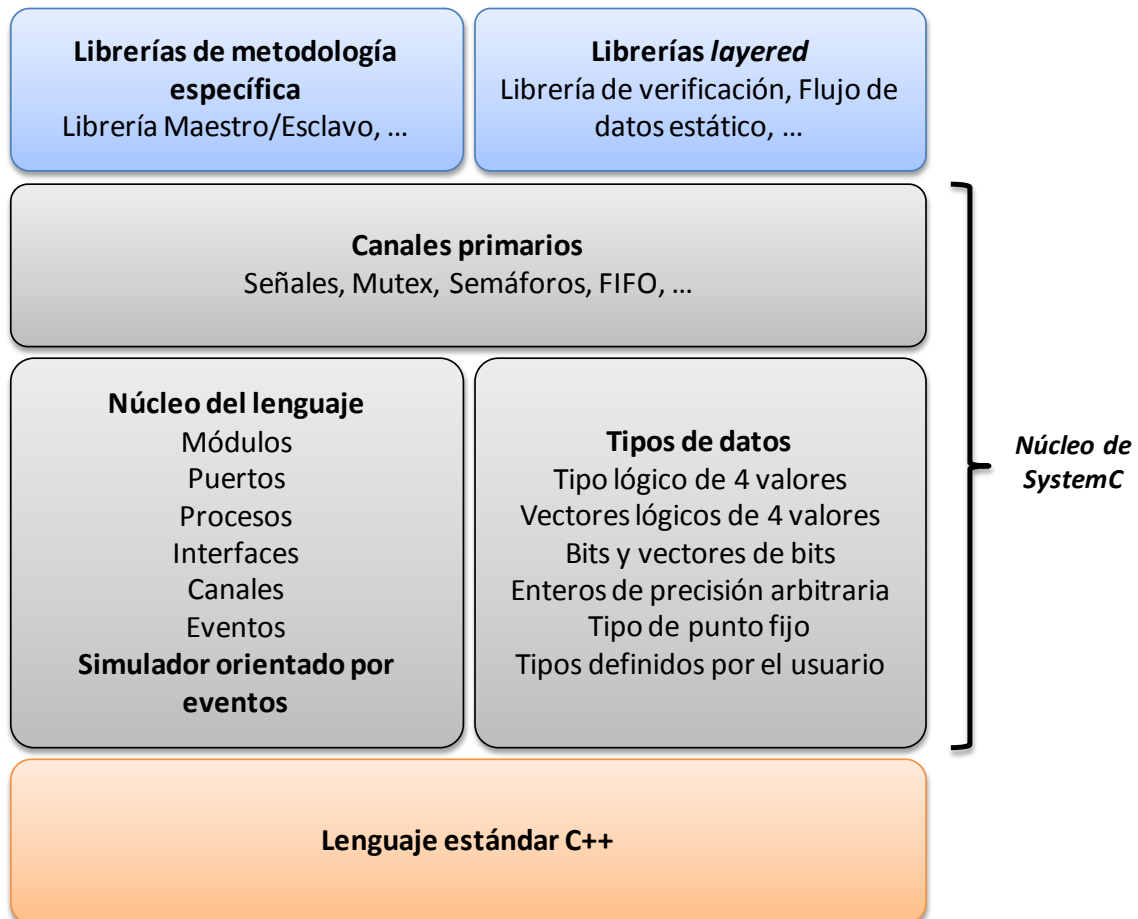 Librerías de metodología
específica
Librería Maestro/Esclavo, ...
Librerías layered
Librería de verificación, Flujo de
datos estático, ...
Canales primarios
Señales, Mutex, Semáforos, FIFO, ...
Núcleo del lenguaje
Módulos
Puertos
Procesos
Interfaces
Canales
Eventos
Simulador orientado por
eventos
Tipos de datos
Tipo lógico de 4 valores
Vectores lógicos de 4 valores
Bits y vectores de bits
Enteros de precisión arbitraria
Tipo de punto fijo
Tipos definidos por el usuario
Núcleo de
SystemC
Lenguaje estándar C++